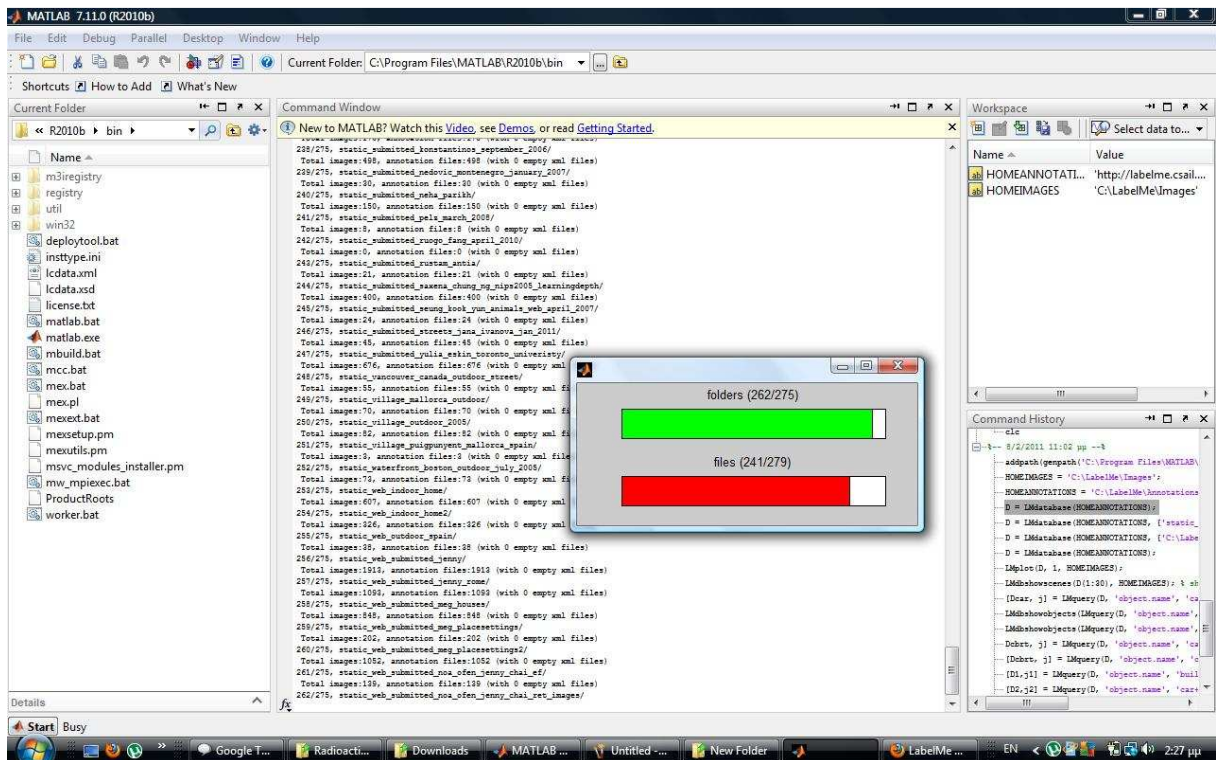 MATLAB 7.11.0 (R2010b)
File Edit Debug Parallel Desktop Window Help
Current Folder: C:\Program Files\MATLAB\R2010b\bin
Shortcuts How to Add What's New
Current Folder
« R2010b bin
Name
m3iregistry
registry
util
win32
deploytool.bat
insttype.ini
lcdata.xml
lcdata.xsd
license.txt
matlab.bat
matlab.exe
mbuild.bat
mcc.bat
mex.bat
mex.pl
mexext.bat
mexsetup.pm
mexutils.pm
msvc_modules_installer.pm
mw_mpiexec.bat
ProductRoots
worker.bat
Details
Command Window
New to MATLAB? Watch this Video, see Demos, or read Getting Started.
238/275, static_submitted_konstantinos_september_2006/
Total images:498, annotation files:498 (with 0 empty xml files)
239/275, static_submitted_nedovic_montenegro_january_2007/
Total images:30, annotation files:30 (with 0 empty xml files)
240/275, static_submitted_neha_parikh/
Total images:150, annotation files:150 (with 0 empty xml files)
241/275, static_submitted_pels_march_2008/
Total images:8, annotation files:8 (with 0 empty xml files)
242/275, static_submitted_ruogo_fang_april_2010/
Total images:0, annotation files:0 (with 0 empty xml files)
243/275, static_submitted_rustam_antia/
Total images:21, annotation files:21 (with 0 empty xml files)
244/275, static_submitted_saxena_chung_ng_nips2005_learningdepth/
Total images:400, annotation files:400 (with 0 empty xml files)
245/275, static_submitted_seung_kook_yun_animals_web_april_2007/
Total images:24, annotation files:24 (with 0 empty xml files)
246/275, static_submitted_streets_jana_ivanova_jan_2011/
Total images:45, annotation files:45 (with 0 empty xml files)
247/275, static_submitted_yulia_eskin_toronto_univeristy/
Total images:676, annotation files:676 (with 0 empty xml
248/275, static_vancouver_canada_outdoor_street/
Total images:55, annotation files:55 (with 0 empty xml fi
249/275, static_village_mallorca_outdoor/
Total images:70, annotation files:70 (with 0 empty xml fi
250/275, static_village_outdoor_2005/
Total images:82, annotation files:82 (with 0 empty xml fi
251/275, static_village_puigpunyent_mallorca_spain/
Total images:3, annotation files:3 (with 0 empty xml file
252/275, static_waterfront_boston_outdoor_july_2005/
Total images:73, annotation files:73 (with 0 empty xml fi
253/275, static_web_indoor_home/
Total images:607, annotation files:607 (with 0 empty xml
254/275, static_web_indoor_home2/
Total images:326, annotation files:326 (with 0 empty xml
255/275, static_web_outdoor_spain/
Total images:38, annotation files:38 (with 0 empty xml files)
256/275, static_web_submitted_jenny/
Total images:1913, annotation files:1913 (with 0 empty xml files)
257/275, static_web_submitted_jenny_rome/
Total images:1093, annotation files:1093 (with 0 empty xml files)
258/275, static_web_submitted_meg_houses/
Total images:848, annotation files:848 (with 0 empty xml files)
259/275, static_web_submitted_meg_placesettings/
Total images:202, annotation files:202 (with 0 empty xml files)
260/275, static_web_submitted_meg_placesettings2/
Total images:1052, annotation files:1052 (with 0 empty xml files)
261/275, static_web_submitted_noa_ofen_jenny_chai_ef/
Total images:139, annotation files:139 (with 0 empty xml files)
262/275, static_web_submitted_noa_ofen_jenny_chai_ret_images/
fx
folders (262/275)
files (241/279)
Workspace
Select data to...
Name Value
HOMEANNOTATI... 'http://labelme.csail....
HOMEIMAGES 'C:\LabelMe\Images'
Command History
clc
%-- 8/2/2011 11:02 μμ --%
addpath(genpath('C:\Program Files\MATLAB\
HOMEIMAGES = 'C:\LabelMe\Images';
HOMEANNOTATIONS = 'C:\LabelMe\Annotations
D = LMdatabase(HOMEANNOTATIONS);
D = LMdatabase(HOMEANNOTATIONS, {'static_
D = LMdatabase(HOMEANNOTATIONS, {'C:\Labe
D = LMdatabase(HOMEANNOTATIONS);
LMplot(D, 1, HOMEIMAGES);
LMdbshowscenes(D(1:30), HOMEIMAGES); % sh
[Dcar, j] = LMquery(D, 'object.name', 'ca
LMdbshowobjects(LMquery(D, 'object.name',
LMdbshowobjects(LMquery(D, 'object.name',
Dcbrt, j] = LMquery(D, 'object.name', 'ca
[Dcbrt, j] = LMquery(D, 'object.name', 'c
[D1,j1] = LMquery(D, 'object.name', 'buil
[D2,j2] = LMquery(D, 'object.name', 'car+
Start Busy
Google T... Radioacti... Downloads MATLAB ... Untitled -... New Folder LabelMe ... EN 2:27 μμ